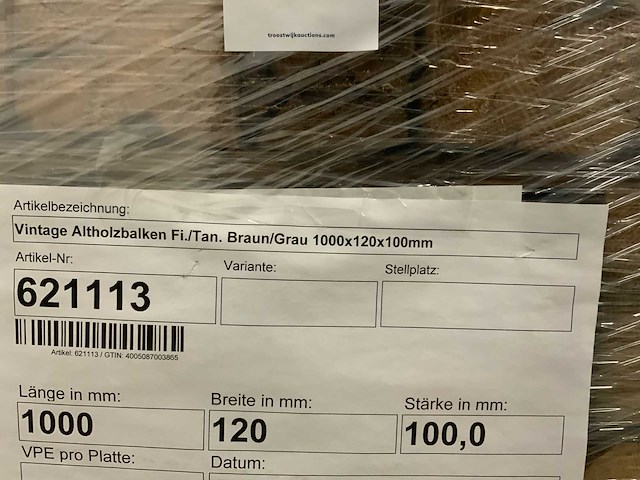 troostwijkauctions.com
Artikelbezeichnung:
Vintage Altholzbalken Fi./Tan. Braun/Grau 1000x120x100mm
Artikel-Nr: Variante: Stellplatz:
621113
Artikel: 621113 / GTIN: 4005087003865
Länge in mm: Breite in mm: Stärke in mm:
1000 120 100,0
VPE pro Platte: Datum: